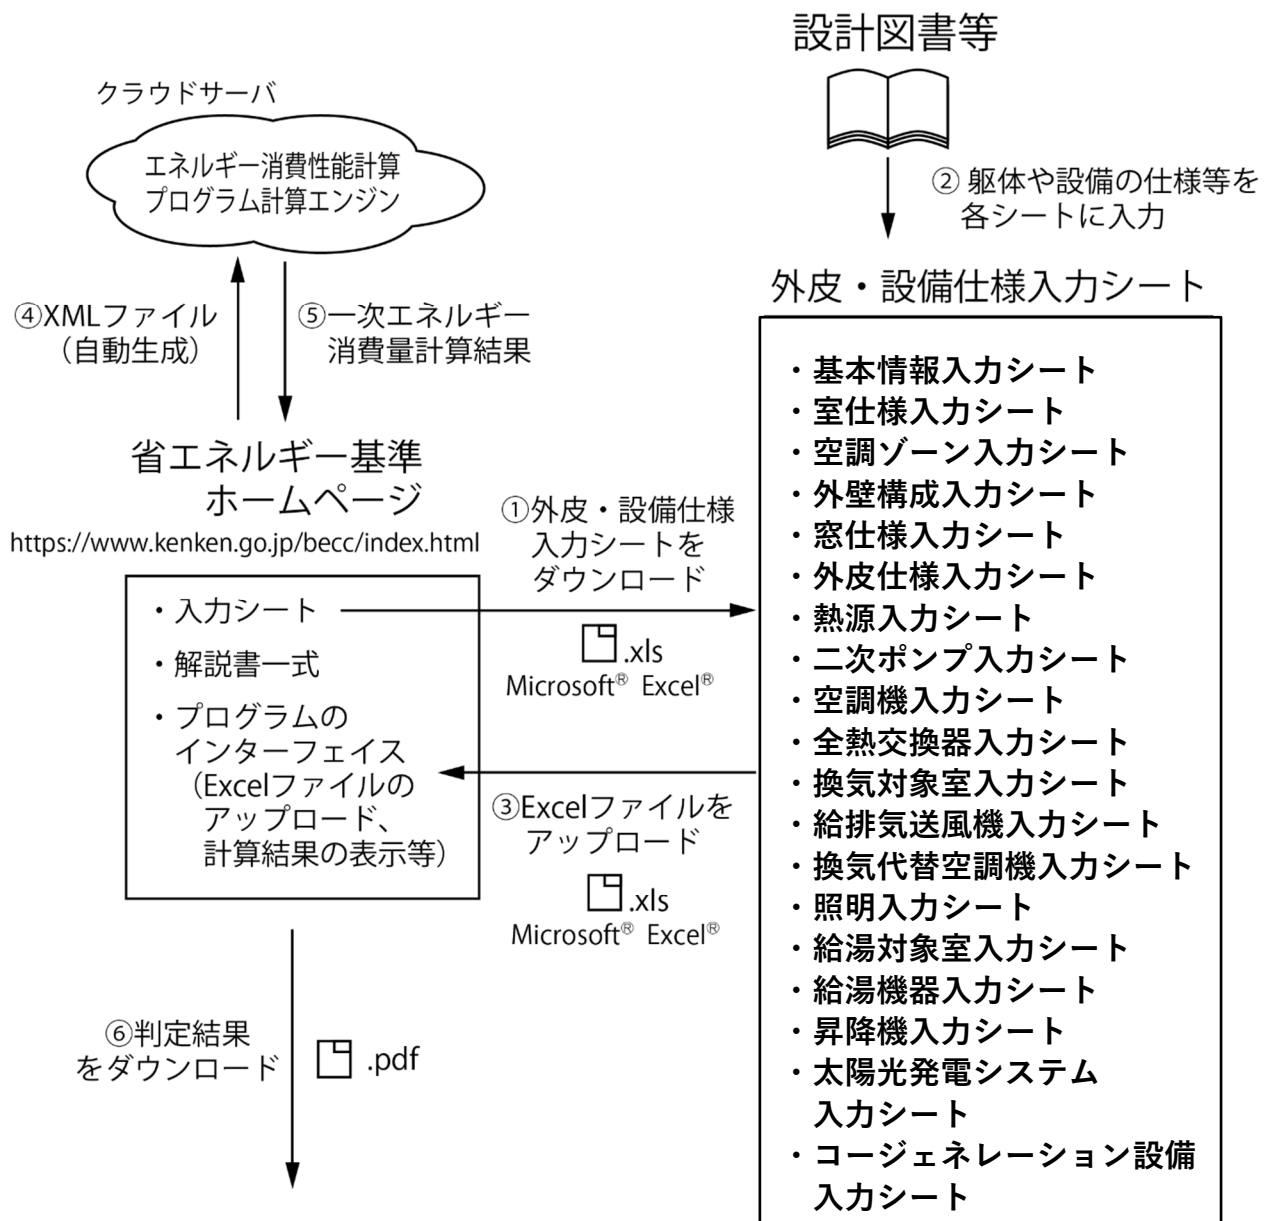 設計図書等
② 躯体や設備の仕様等を
各シートに入力
クラウドサーバ
エネルギー消費性能計算
プログラム計算エンジン
④XMLファイル
（自動生成）
⑤一次エネルギー
消費量計算結果
省エネルギー基準
ホームページ
https://www.kenken.go.jp/becc/index.html
・入力シート
・解説書一式
・プログラムの
インターフェイス
（Excelファイルの
アップロード、
計算結果の表示等）
①外皮・設備仕様
入力シートを
ダウンロード
.xls
Microsoft® Excel®
③Excelファイルを
アップロード
.xls
Microsoft® Excel®
⑥判定結果
をダウンロード
.pdf
外皮・設備仕様入力シート
・基本情報入力シート
・室仕様入力シート
・空調ゾーン入力シート
・外壁構成入力シート
・窓仕様入力シート
・外皮仕様入力シート
・熱源入力シート
・二次ポンプ入力シート
・空調機入力シート
・全熱交換器入力シート
・換気対象室入力シート
・給排気送風機入力シート
・換気代替空調機入力シート
・照明入力シート
・給湯対象室入力シート
・給湯機器入力シート
・昇降機入力シート
・太陽光発電システム
入力シート
・コージェネレーション設備
入力シート